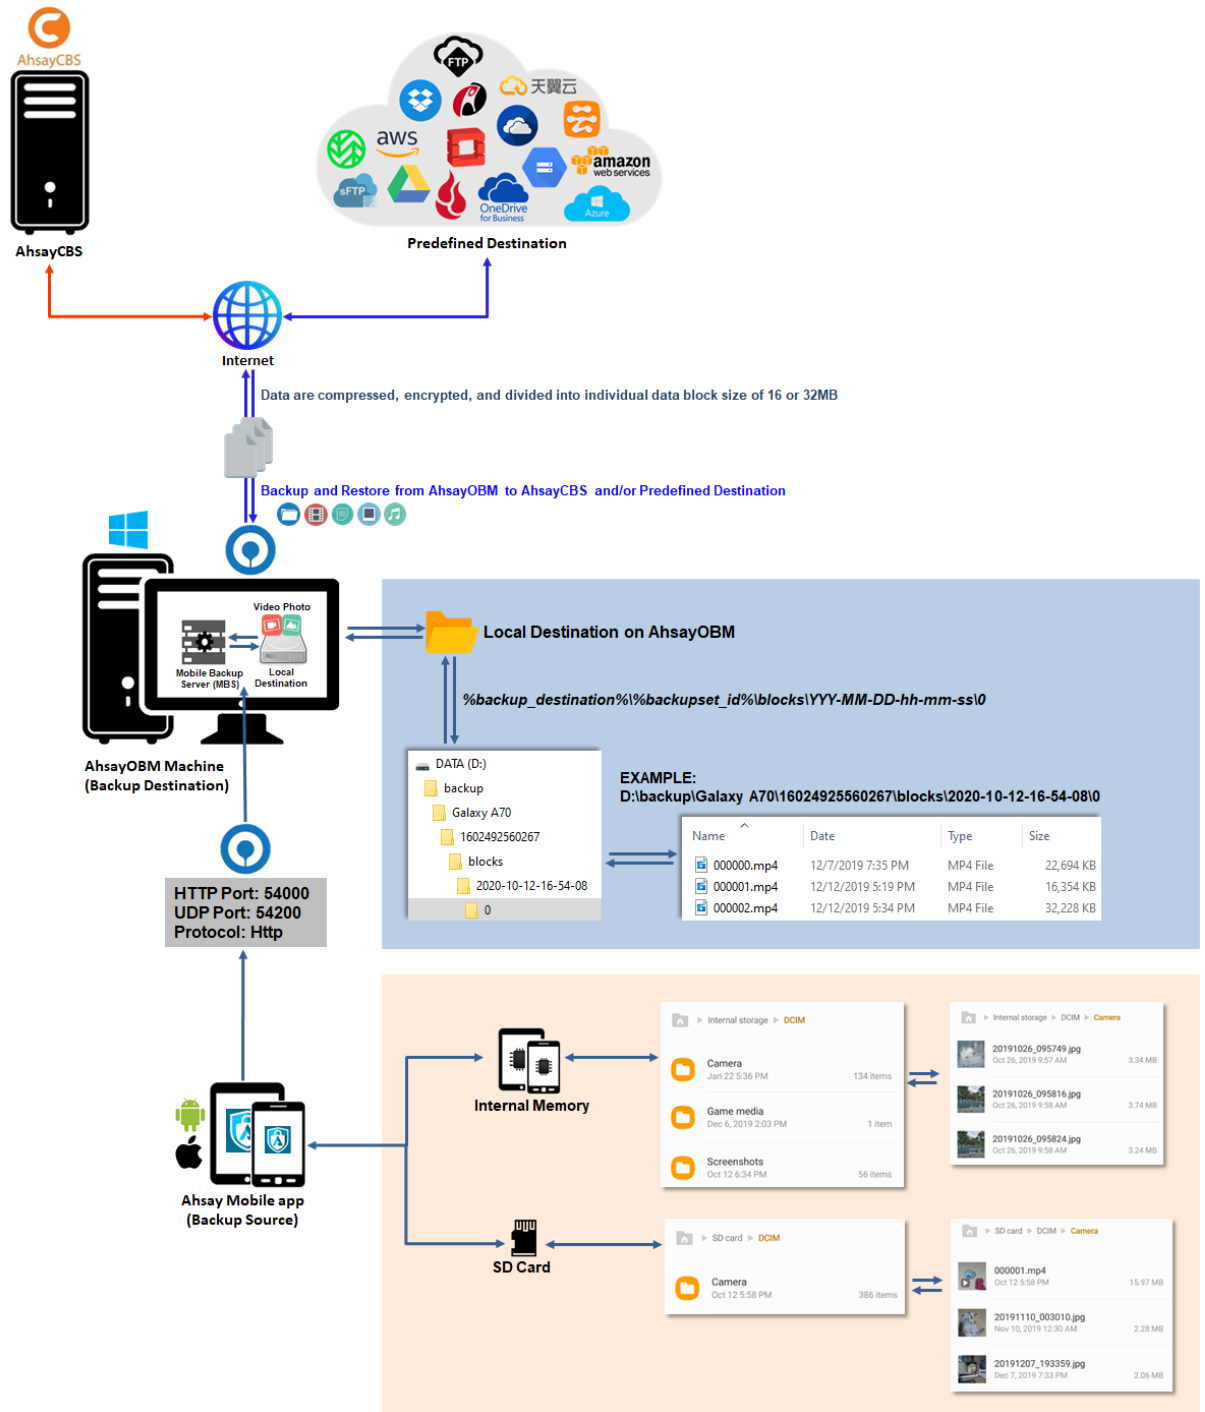 AhsayCBS
AhsayCBS
FTP
天翼云
aws
amazon
web services
sFTP
OneDrive
for Business
Azure
Predefined Destination
Internet
Data are compressed, encrypted, and divided into individual data block size of 16 or 32MB
Backup and Restore from AhsayOBM to AhsayCBS and/or Predefined Destination
Video Photo
Mobile Backup
Server (MBS)
Local
Destination
AhsayOBM Machine
(Backup Destination)
Local Destination on AhsayOBM
%backup_destination%\%backupset_id%\blocks\YYY-MM-DD-hh-mm-ss\0
DATA (D:)
backup
Galaxy A70
1602492560267
blocks
2020-10-12-16-54-08
0
EXAMPLE:
D:\backup\Galaxy A70\16024925560267\blocks\2020-10-12-16-54-08\0
Name Date Type Size
000000.mp4 12/7/2019 7:35 PM MP4 File 22,694 KB
000001.mp4 12/12/2019 5:19 PM MP4 File 16,354 KB
000002.mp4 12/12/2019 5:34 PM MP4 File 32,228 KB
HTTP Port: 54000
UDP Port: 54200
Protocol: Http
Ahsay Mobile app
(Backup Source)
Internal Memory
Internal storage DCIM
Camera
Jan 22 5:36 PM 134 items
Game media
Dec 6, 2019 2:03 PM 1 item
Screenshots
Oct 12 6:34 PM 56 items
Internal storage DCIM Camera
20191026_095749.jpg
Oct 26, 2019 9:57 AM 3.34 MB
20191026_095816.jpg
Oct 26, 2019 9:58 AM 3.74 MB
20191026_095824.jpg
Oct 26, 2019 9:58 AM 3.24 MB
SD Card
SD card DCIM
Camera
Oct 12 5:58 PM 386 items
SD card DCIM Camera
000001.mp4
Oct 12 5:58 PM 15.97 MB
20191110_003010.jpg
Nov 10, 2019 12:30 AM 2.28 MB
20191207_193359.jpg
Dec 7, 2019 7:33 PM 2.06 MB